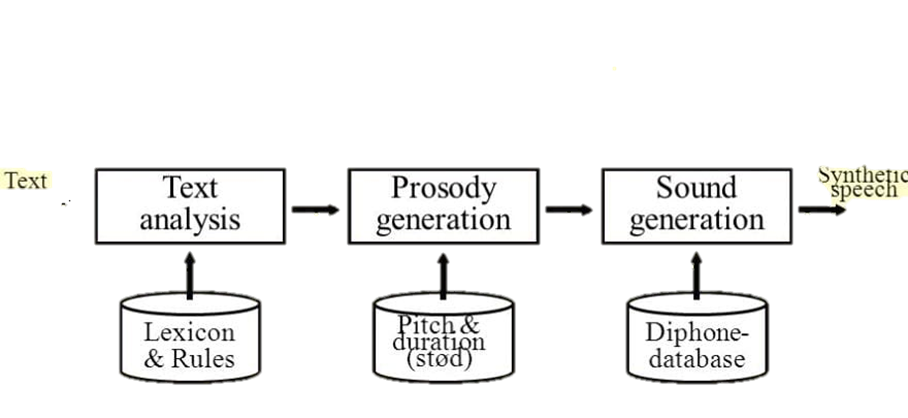 Text
Text
analysis
Prosody
generation
Sound
generation
Synthetic
speech
Lexicon
& Rules
Pitch &
duration
(stød)
Diphone-
database